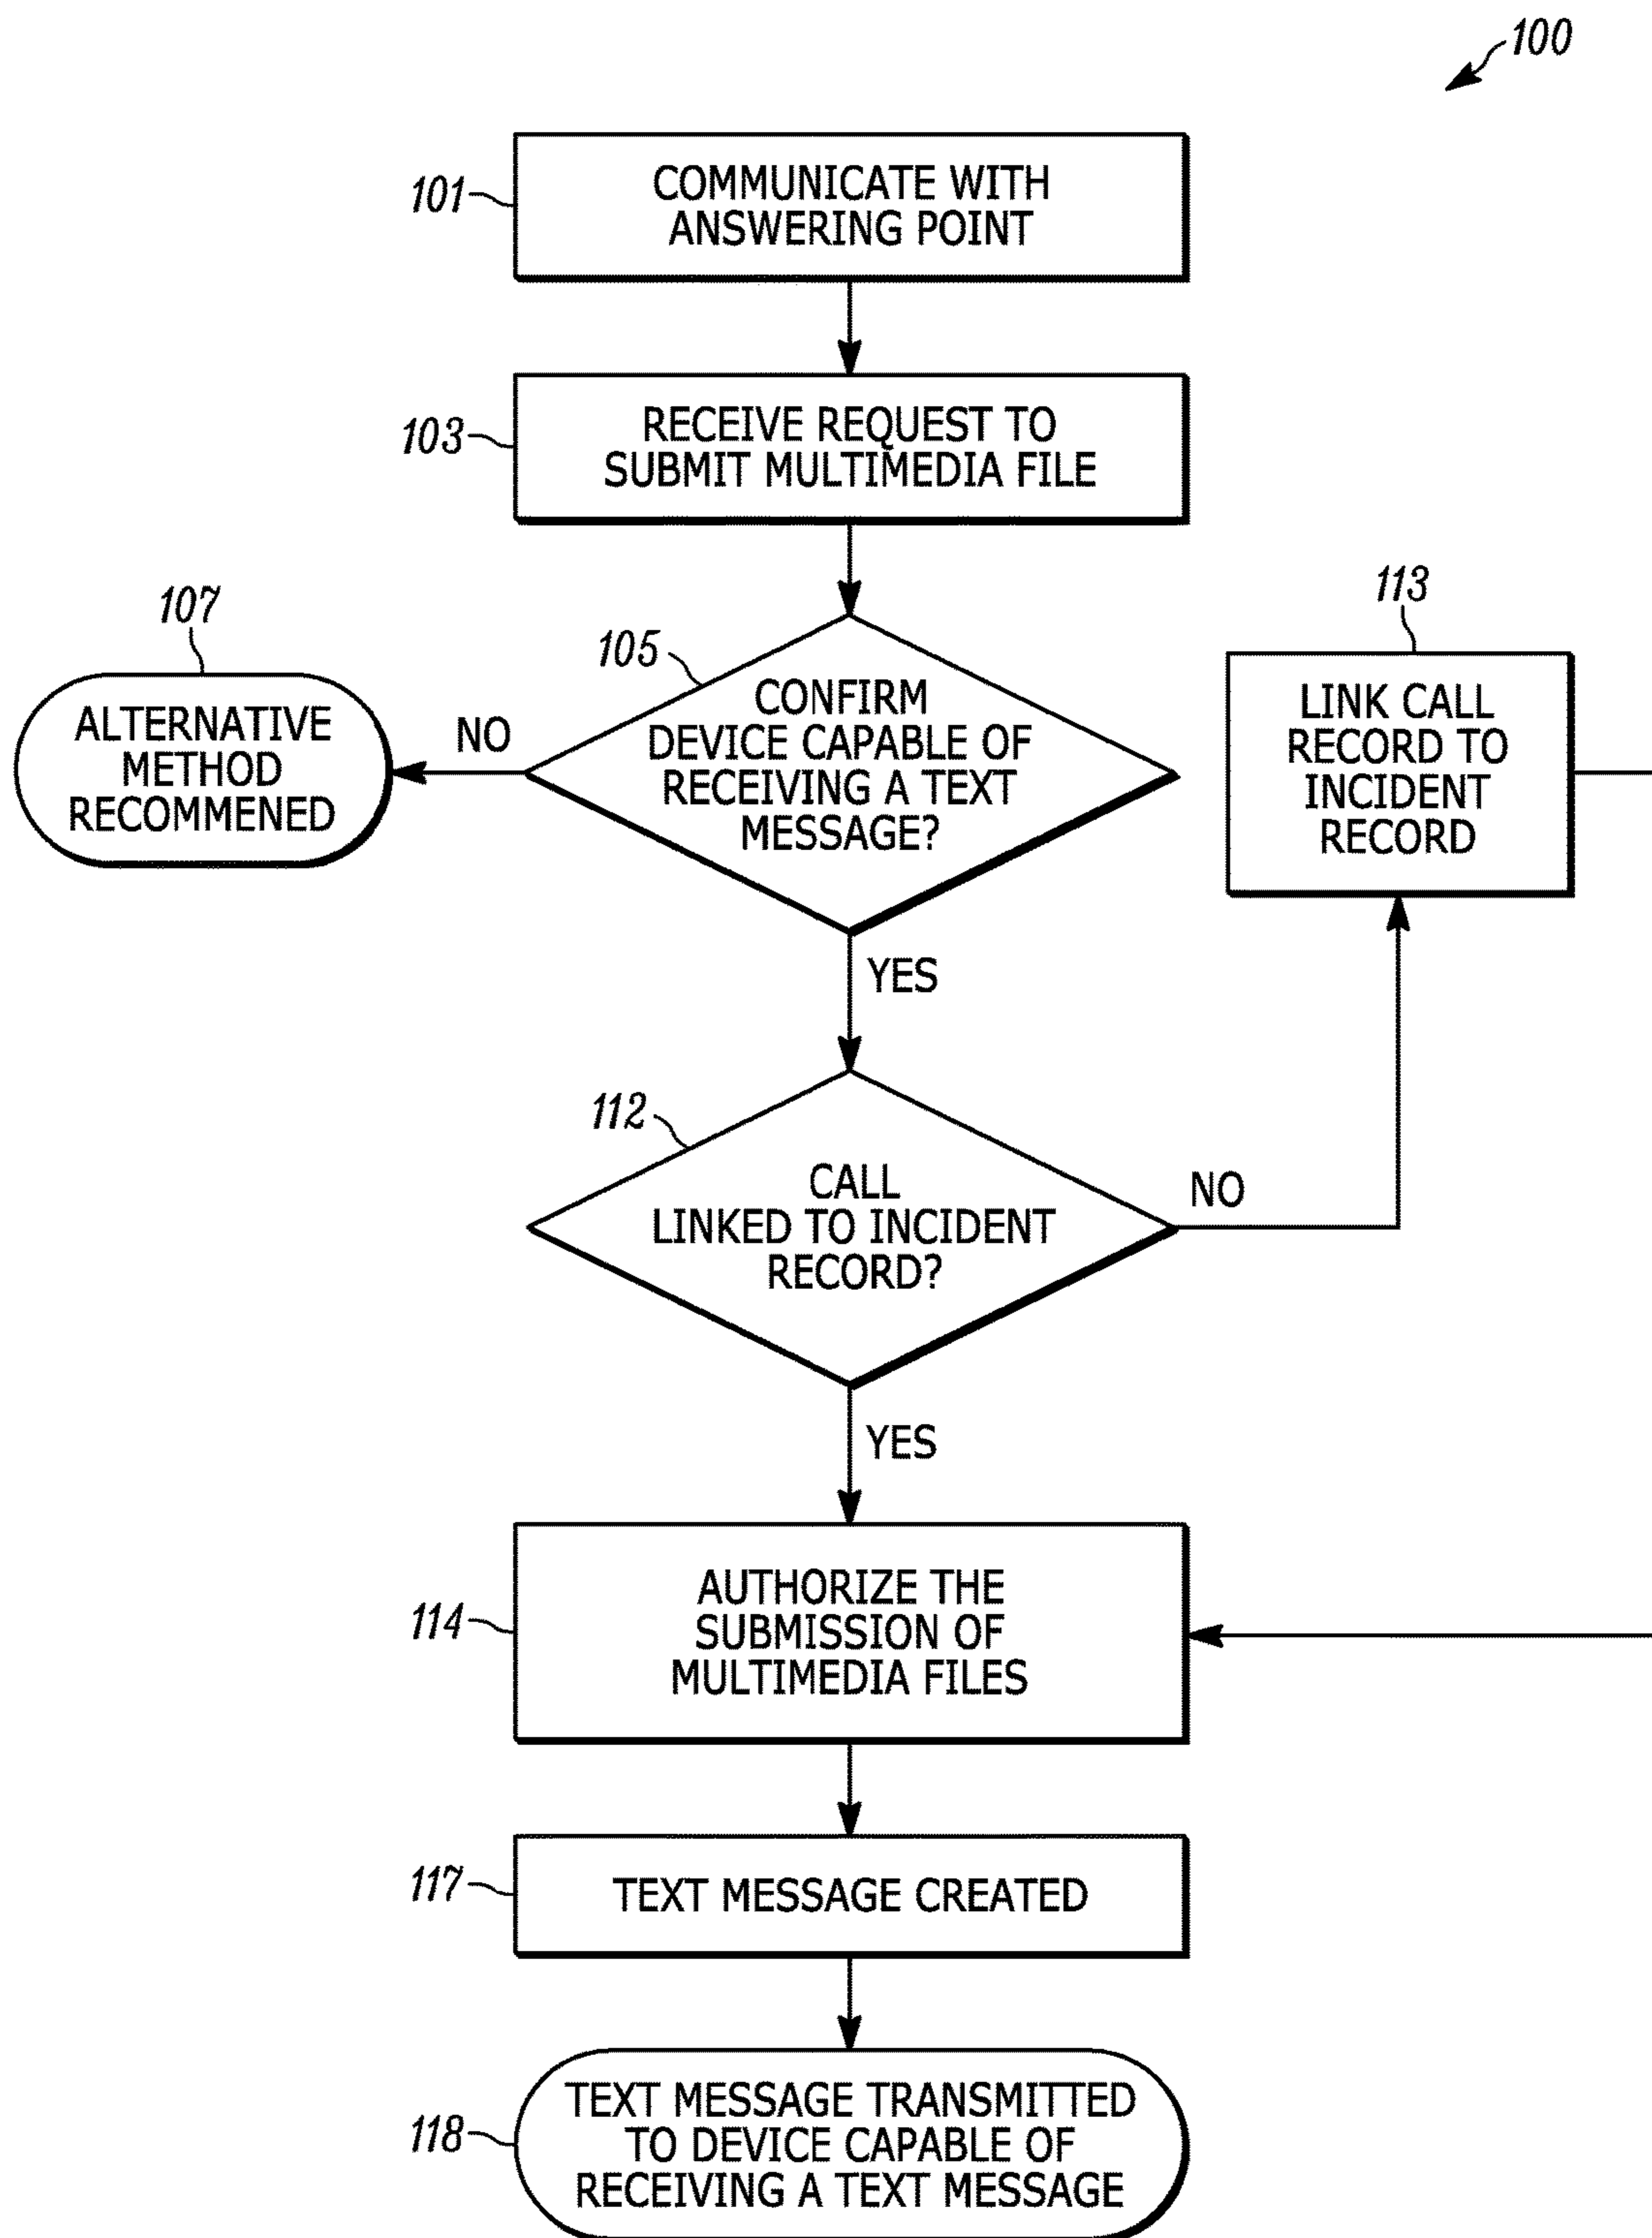 100
101
COMMUNICATE WITH
ANSWERING POINT
103
RECEIVE REQUEST TO
SUBMIT MULTIMEDIA FILE
107
ALTERNATIVE
METHOD
RECOMMENED
NO
105
CONFIRM
DEVICE CAPABLE OF
RECEIVING A TEXT
MESSAGE?
113
LINK CALL
RECORD TO
INCIDENT
RECORD
YES
112
CALL
LINKED TO INCIDENT
RECORD?
NO
YES
114
AUTHORIZE THE
SUBMISSION OF
MULTIMEDIA FILES
117
TEXT MESSAGE CREATED
118
TEXT MESSAGE TRANSMITTED
TO DEVICE CAPABLE OF
RECEIVING A TEXT MESSAGE